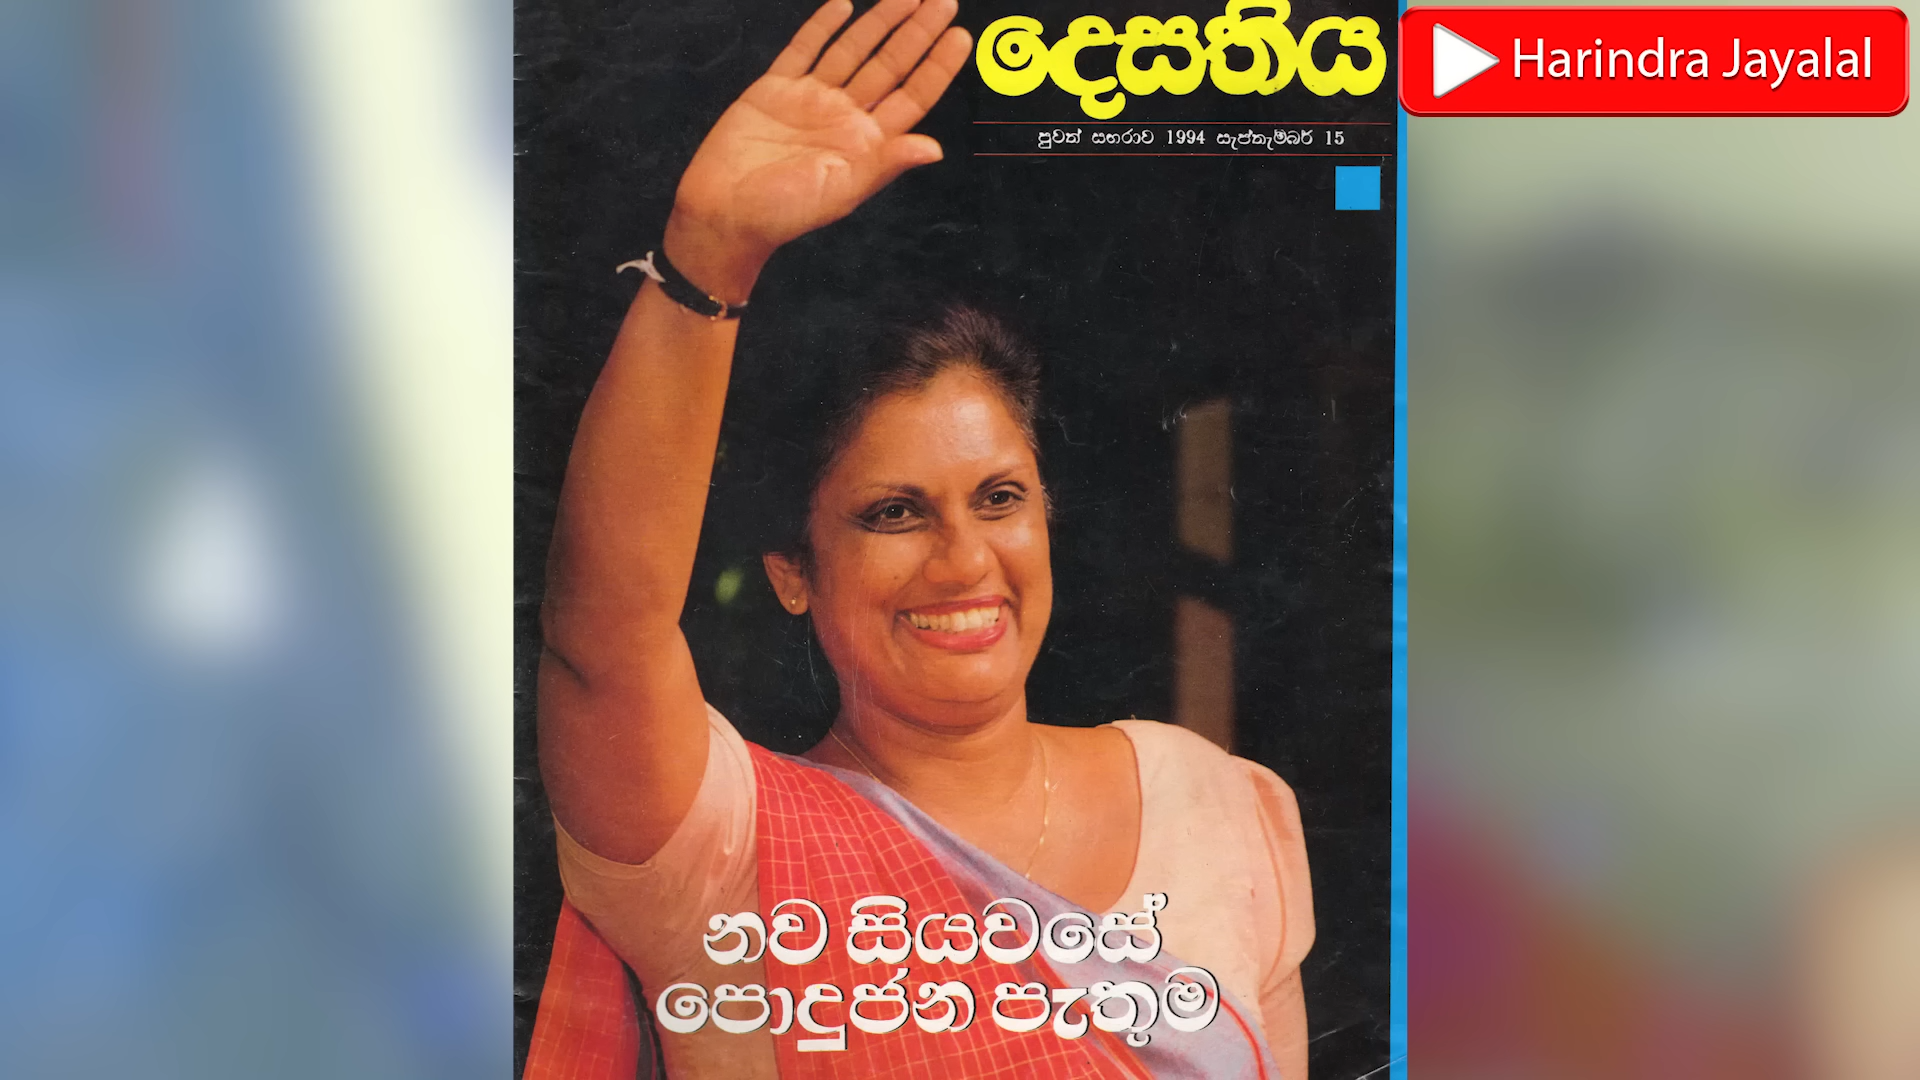 දෙසතිය
Harindra Jayalal
පුවත් සඟරාව 1994 සැප්තැම්බර් 15
නව සියවසේ
පොදුජන පැතුම